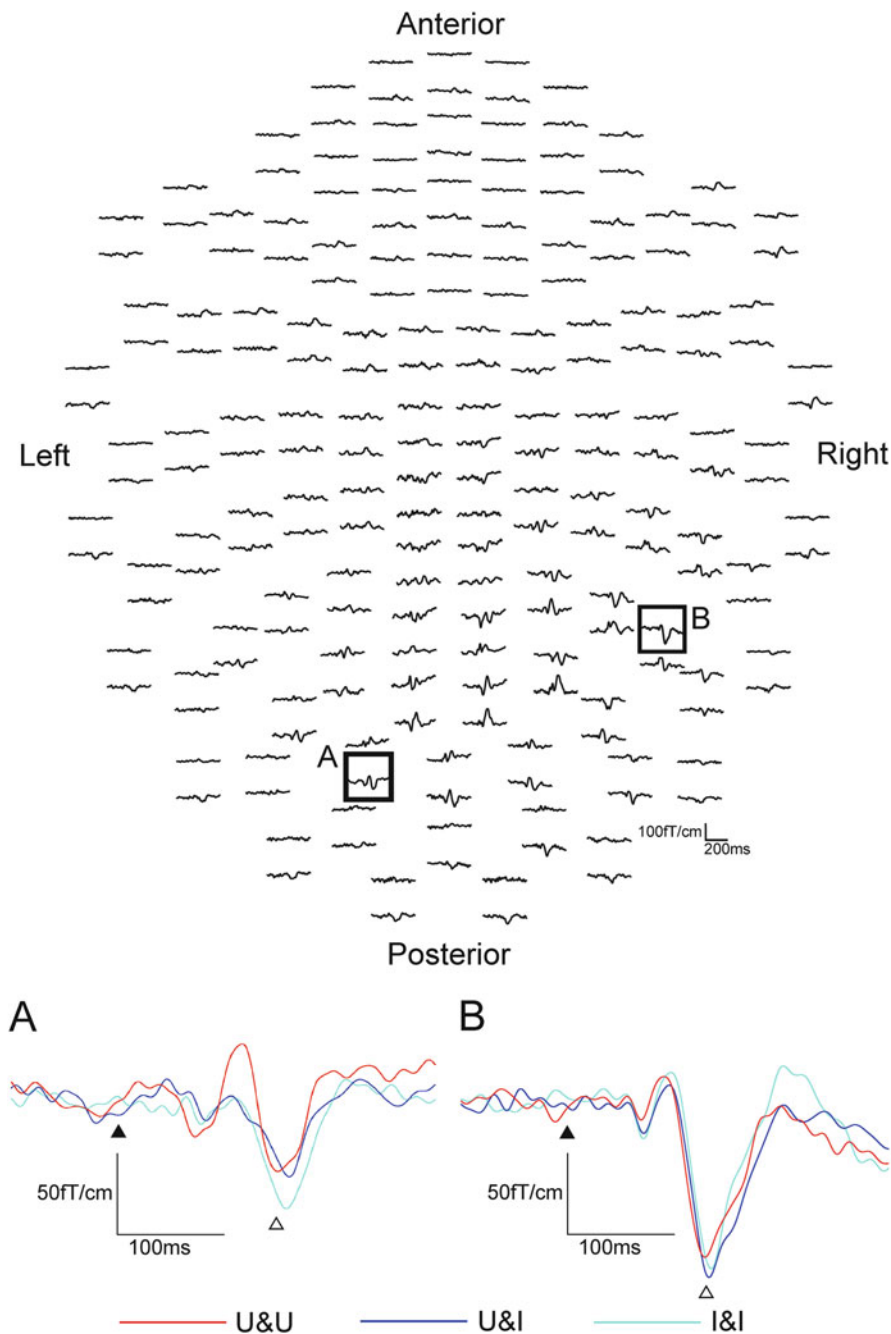 Anterior
Left
Right
B
A
100fT/cm
200ms
Posterior
A
B
50fT/cm
100ms
50fT/cm
100ms
U&U
U&I
I&I